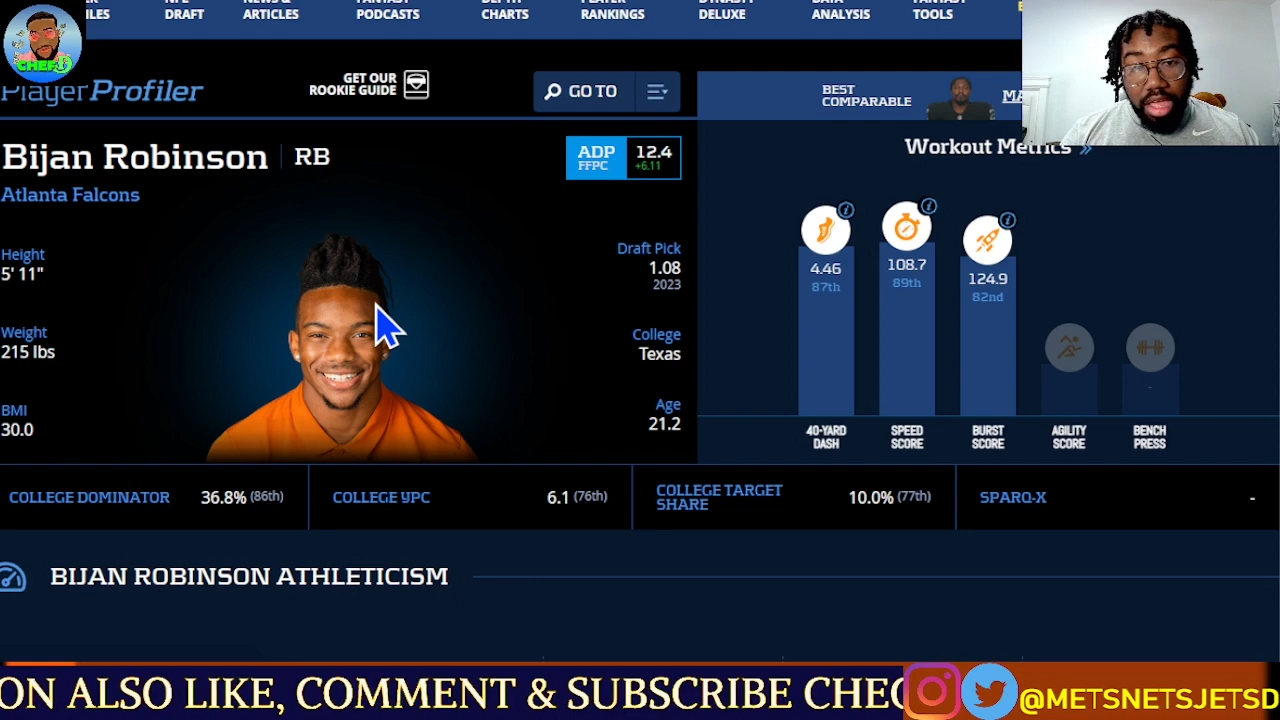 NEWS &
ARTICLES
DRAFT
PODCASTS
DEPTH
CHARTS
PLAYER
RANKINGS
DELUXE
ANALYSIS
FANTASY
TOOLS
CHEF
PlayerProfiler
GET OUR
ROOKIE GUIDE
GO TO
BEST
COMPARABLE
MA
Bijan Robinson RB
ADP
FFPC
12.4
+6.11
Atlanta Falcons
Height
5' 11"
Weight
215 lbs
BMI
30.0
Draft Pick
1.08
2023
College
Texas
Age
21.2
Workout Metrics »
4.46
87th
108.7
89th
124.9
82nd
-
40-YARD
DASH
SPEED
SCORE
BURST
SCORE
AGILITY
SCORE
BENCH
PRESS
COLLEGE DOMINATOR 36.8% (86th)
COLLEGE YPC 6.1 (76th)
COLLEGE TARGET
SHARE
10.0% (77th)
SPARQ-X -
BIJAN ROBINSON ATHLETICISM
ON ALSO LIKE, COMMENT & SUBSCRIBE CHEC
@METSNETSJETSD